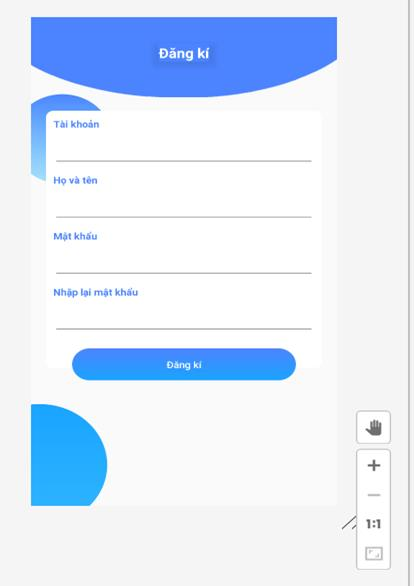 Đăng kí
Tài khoản
Họ và tên
Mật khẩu
Nhập lại mật khẩu
Đăng kí
1:1